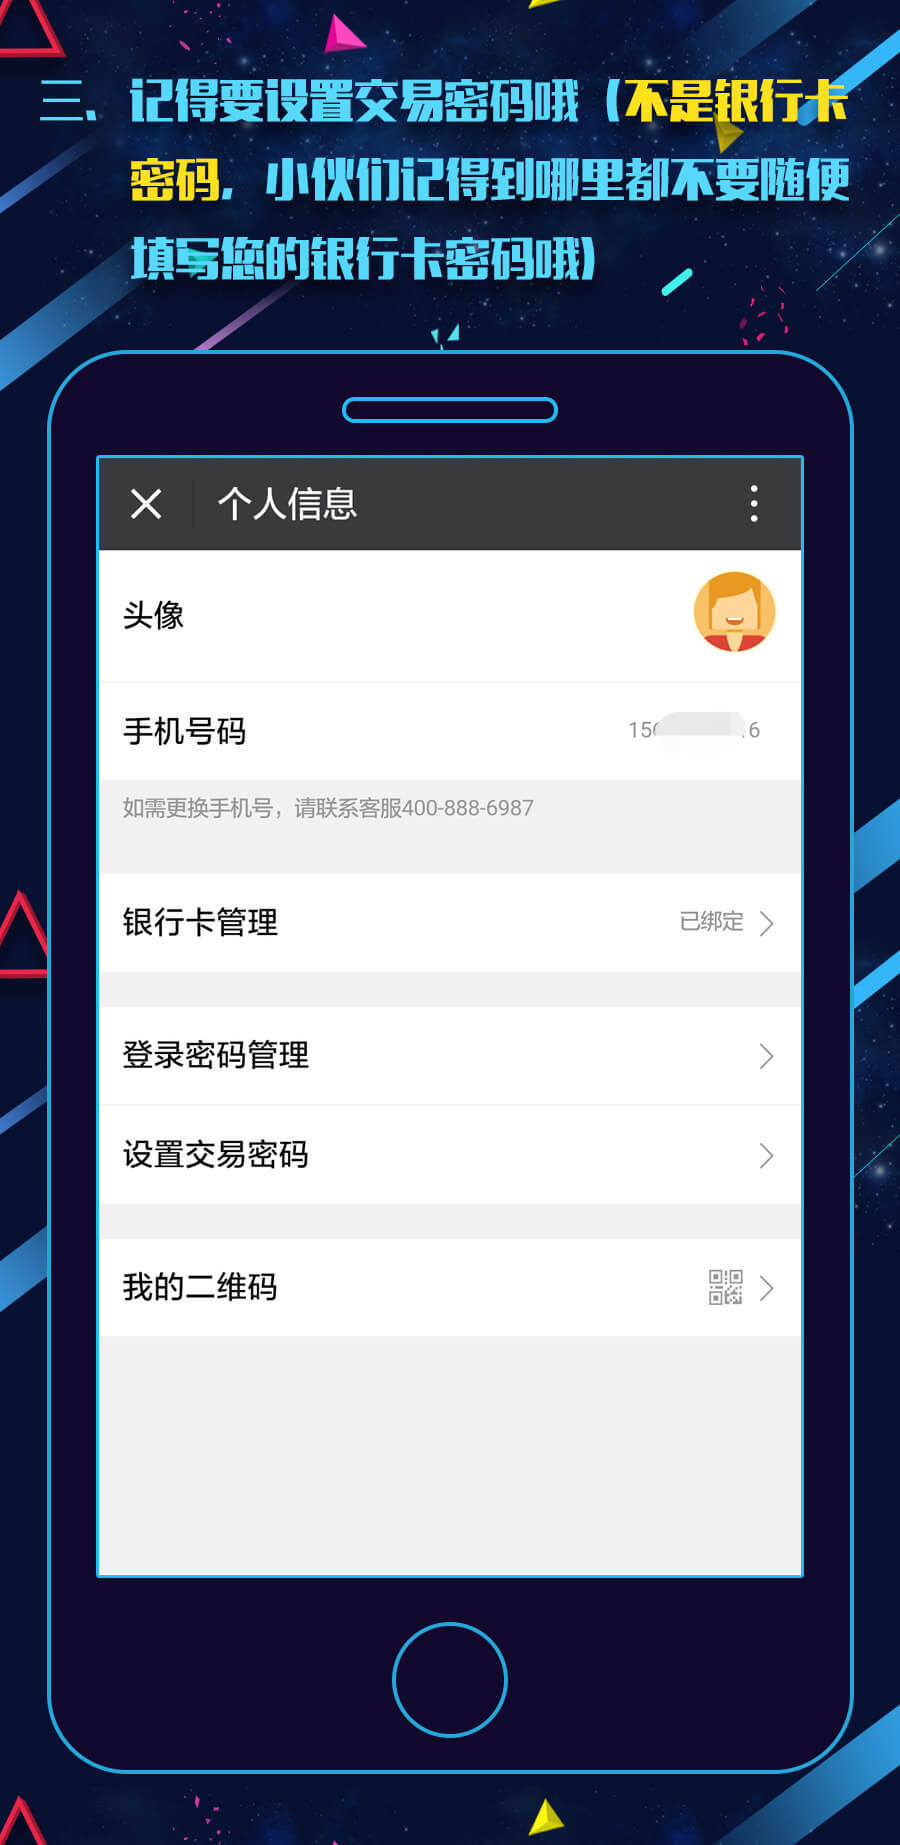 三、记得要设置交易密码哦（不是银行卡
密码，小伙们记得到哪里都不要随便
填写您的银行卡密码哦）
个人信息
头像
手机号码
15 6
如需更换手机号，请联系客服400-888-6987
银行卡管理 已绑定
登录密码管理
设置交易密码
我的二维码